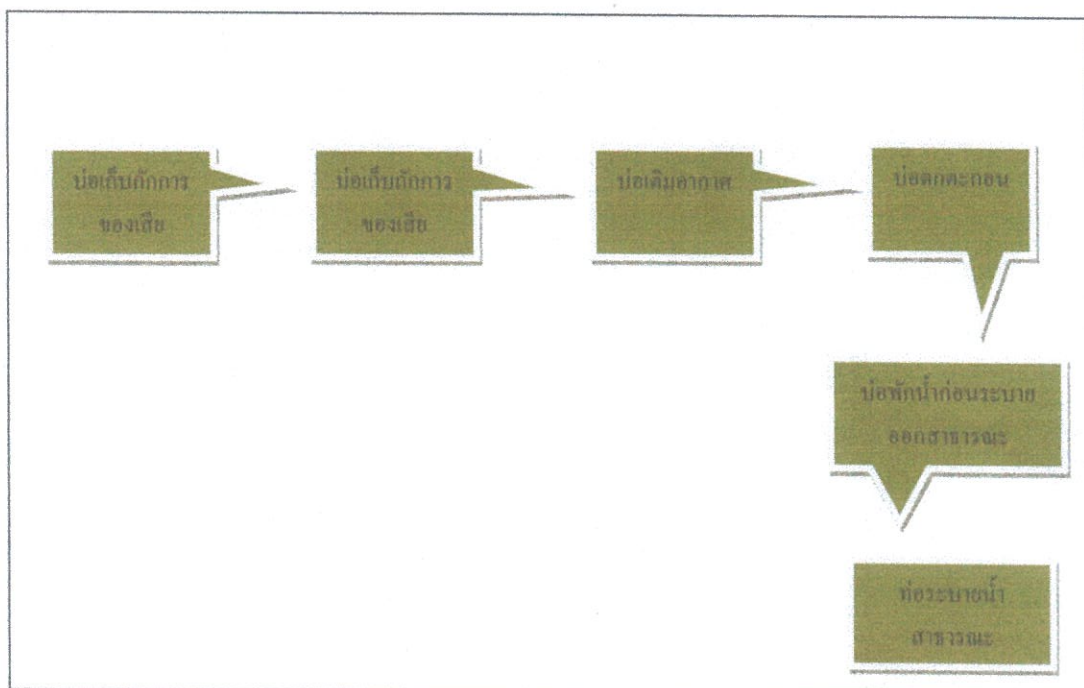 บ่อเก็บกักการ
ของเสีย
บ่อเก็บกักการ
ของเสีย
บ่อเติมอากาศ
บ่อตกตะกอน
บ่อพักน้ำก่อนระบาย
ออกสาธารณะ
ท่อระบายน้ำ
สาธารณะ